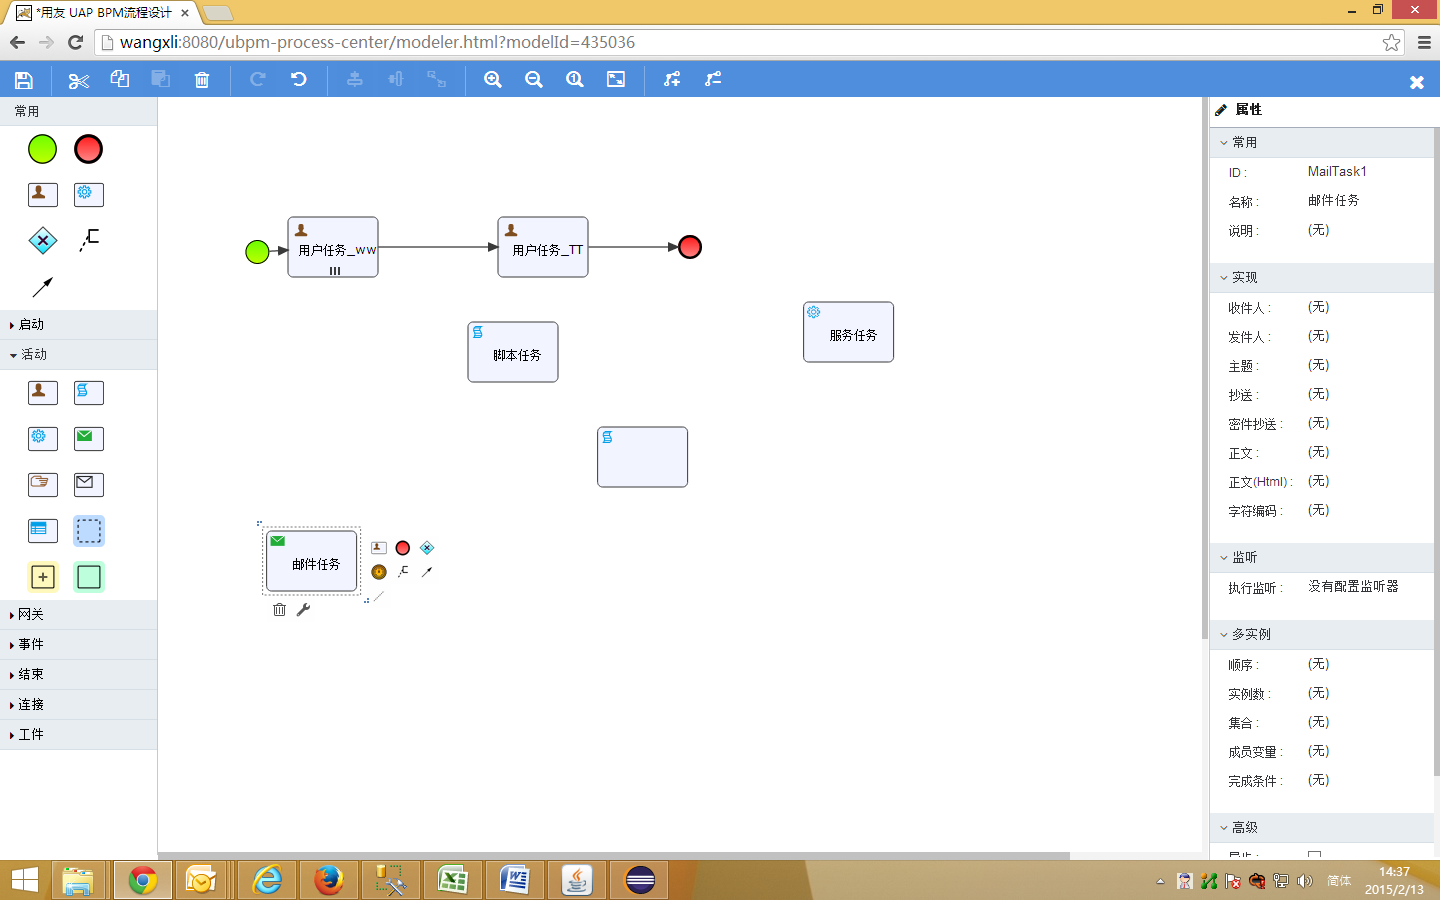 *用友 UAP BPM流程设计
wangxli:8080/ubpm-process-center/modeler.html?modelId=435036
常用
启动
活动
网关
事件
结束
连接
工件
用户任务_ww
用户任务_TT
脚本任务
服务任务
邮件任务
属性
常用
ID : MailTask1
名称 : 邮件任务
说明 : (无)
实现
收件人 : (无)
发件人 : (无)
主题 : (无)
抄送 : (无)
密件抄送 : (无)
正文 : (无)
正文(Html) : (无)
字符编码 : (无)
监听
执行监听 : 没有配置监听器
多实例
顺序 : (无)
实例数 : (无)
集合 : (无)
成员变量 : (无)
完成条件 : (无)
高级
简体
14:37
2015/2/13